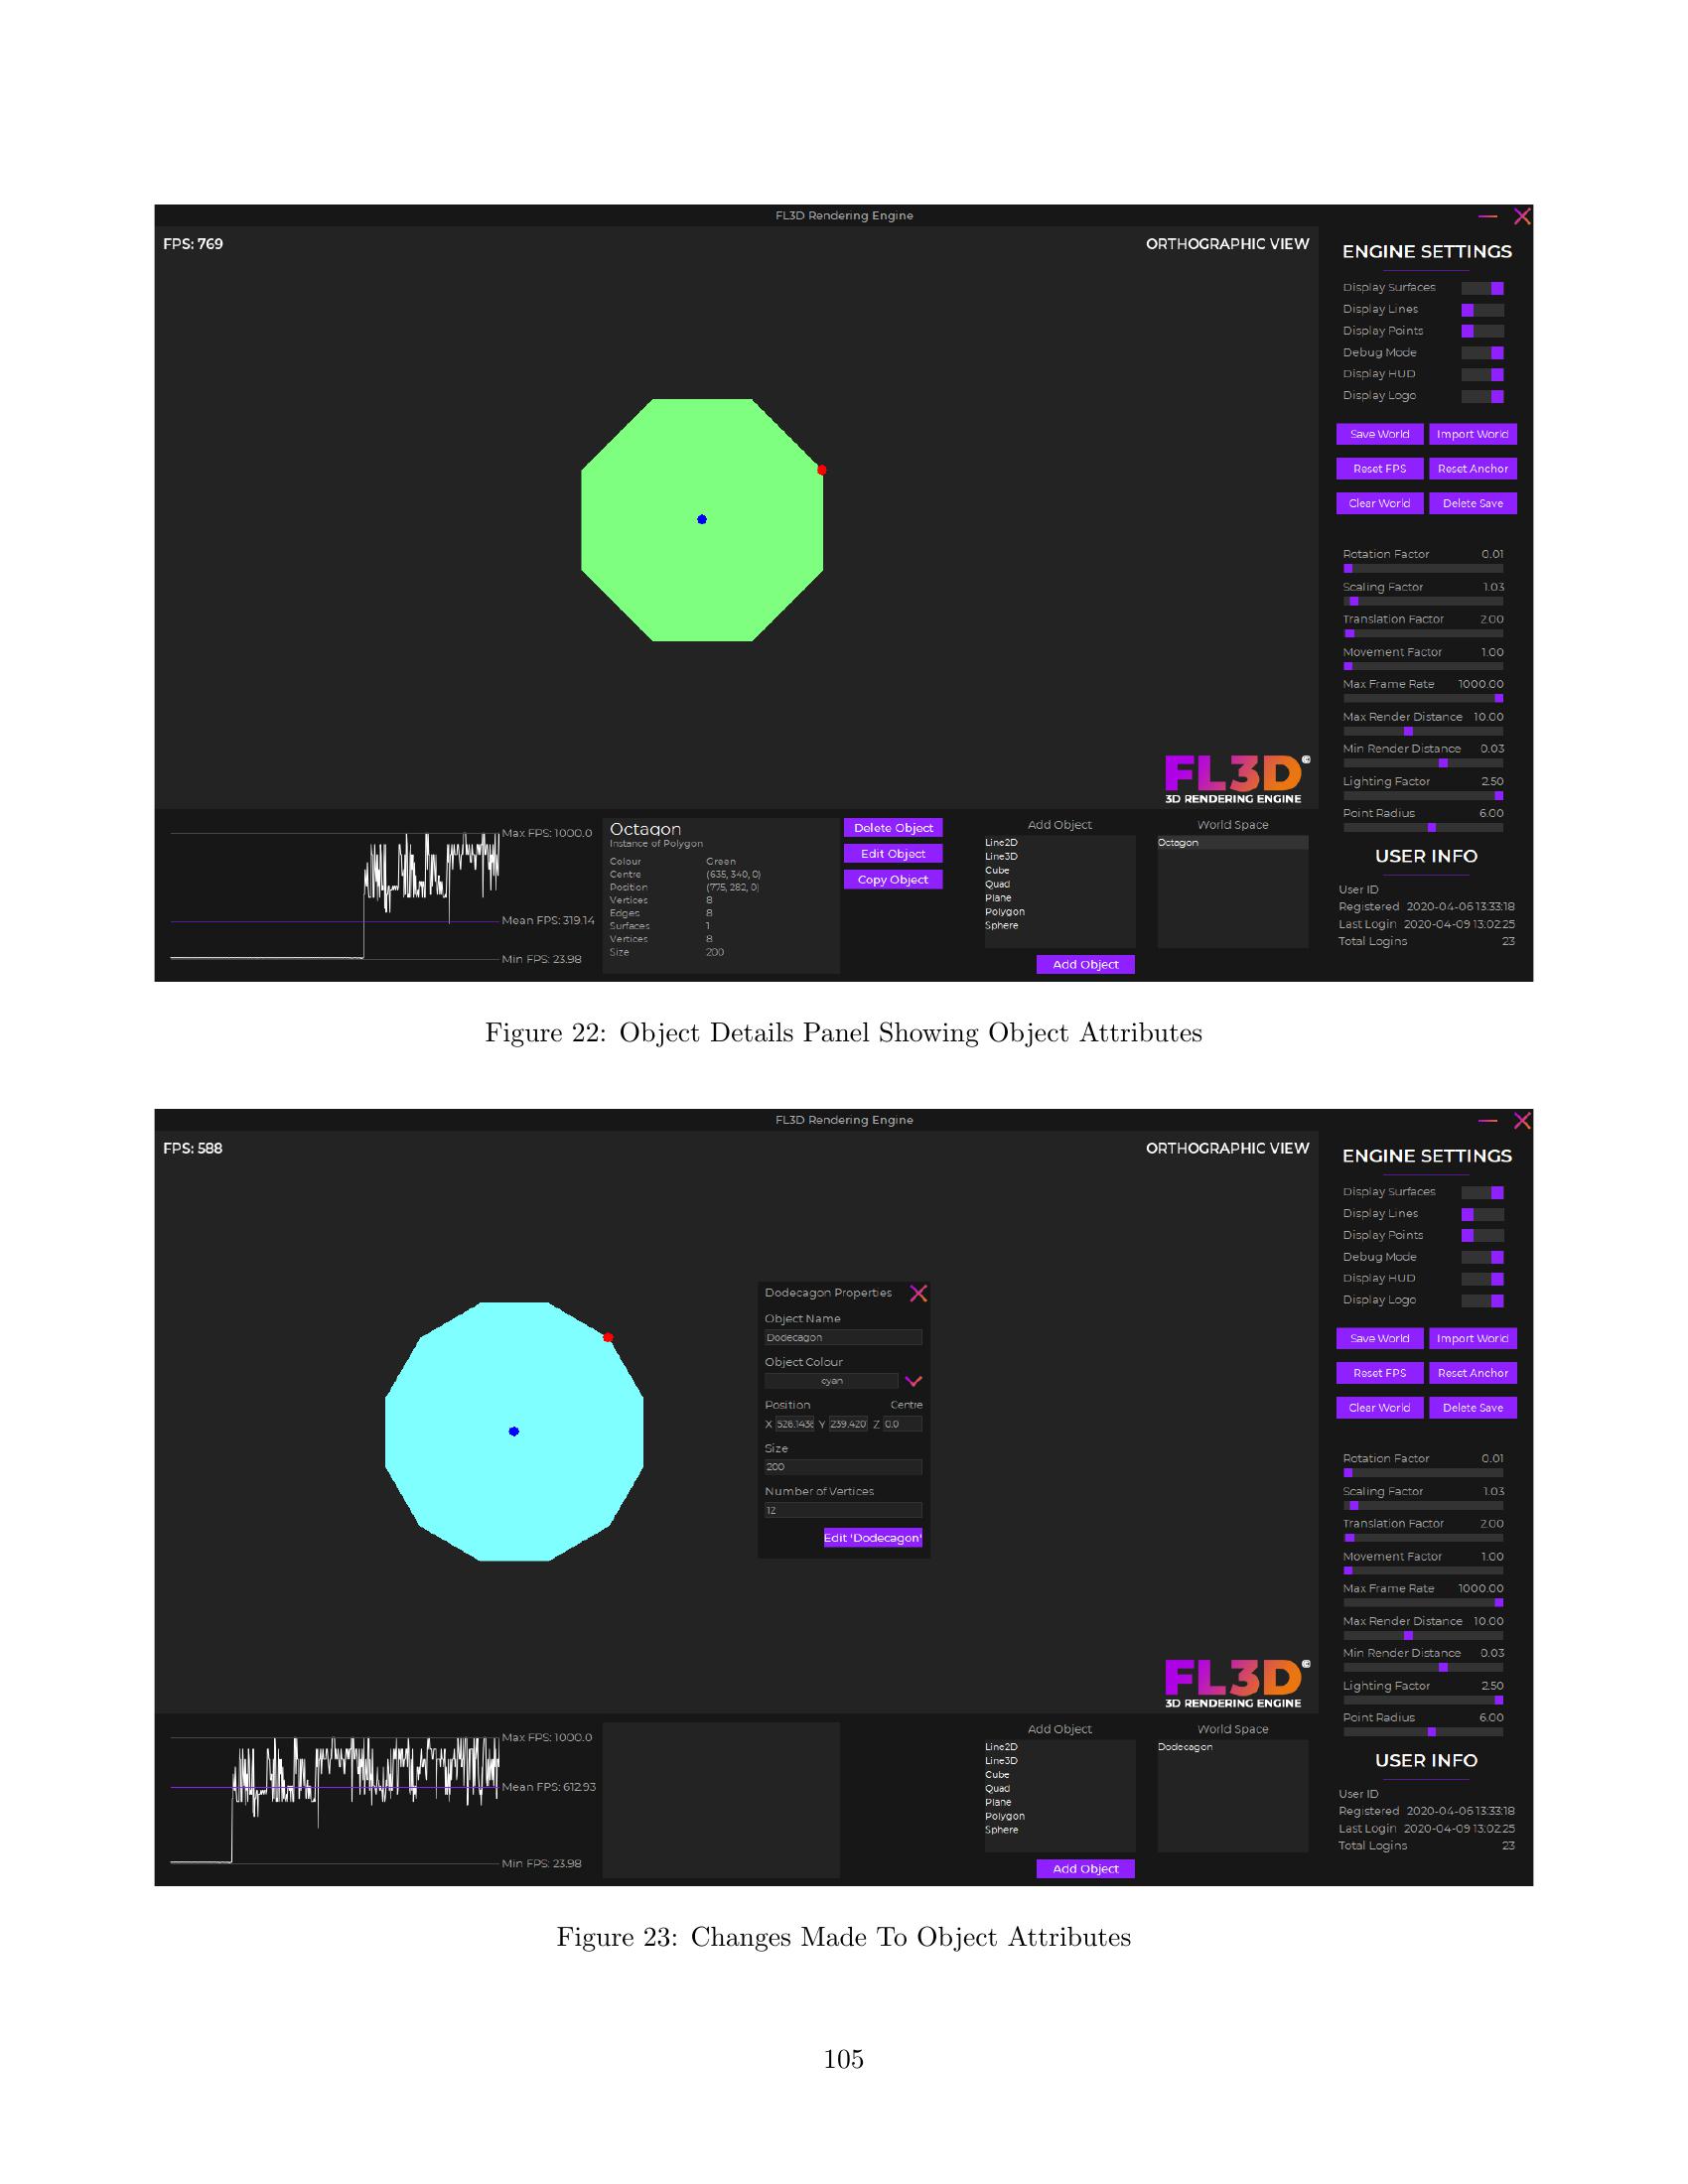 FL3D Rendering Engine
FPS: 769
ORTHOGRAPHIC VIEW
ENGINE SETTINGS
Display Surfaces
Display Lines
Display Points
Debug Mode
Display HUD
Display Logo
Save World
Import World
Reset FPS
Reset Anchor
Clear World
Delete Save
Rotation Factor 0.01
Scaling Factor 1.03
Translation Factor 2.00
Movement Factor 1.00
Max Frame Rate 1000.00
Max Render Distance 10.00
Min Render Distance 0.03
Lighting Factor 2.50
Point Radius 6.00
FL3D©
3D RENDERING ENGINE
Max FPS: 1000.0
Mean FPS: 319.14
Min FPS: 23.98
Octagon
Instance of Polygon
Colour Green
Centre (635, 340, 0)
Position (775, 282, 0)
Vertices 8
Edges 8
Surfaces 1
Vertices 8
Size 200
Delete Object
Edit Object
Copy Object
Add Object
Line2D
Line3D
Cube
Quad
Plane
Polygon
Sphere
Add Object
World Space
Octagon
USER INFO
User ID
Registered 2020-04-06 13:33:18
Last Login 2020-04-09 13:02:25
Total Logins 23
Figure 22: Object Details Panel Showing Object Attributes
FL3D Rendering Engine
FPS: 588
ORTHOGRAPHIC VIEW
Dodecagon Properties
Object Name
Dodecagon
Object Colour
cyan
Position Centre
X 526.1438 Y 239.420 Z 0.0
Size
200
Number of Vertices
12
Edit 'Dodecagon'
ENGINE SETTINGS
Display Surfaces
Display Lines
Display Points
Debug Mode
Display HUD
Display Logo
Save World
Import World
Reset FPS
Reset Anchor
Clear World
Delete Save
Rotation Factor 0.01
Scaling Factor 1.03
Translation Factor 2.00
Movement Factor 1.00
Max Frame Rate 1000.00
Max Render Distance 10.00
Min Render Distance 0.03
Lighting Factor 2.50
Point Radius 6.00
FL3D©
3D RENDERING ENGINE
Max FPS: 1000.0
Mean FPS: 612.93
Min FPS: 23.98
Add Object
Line2D
Line3D
Cube
Quad
Plane
Polygon
Sphere
Add Object
World Space
Dodecagon
USER INFO
User ID
Registered 2020-04-06 13:33:18
Last Login 2020-04-09 13:02:25
Total Logins 23
Figure 23: Changes Made To Object Attributes
105